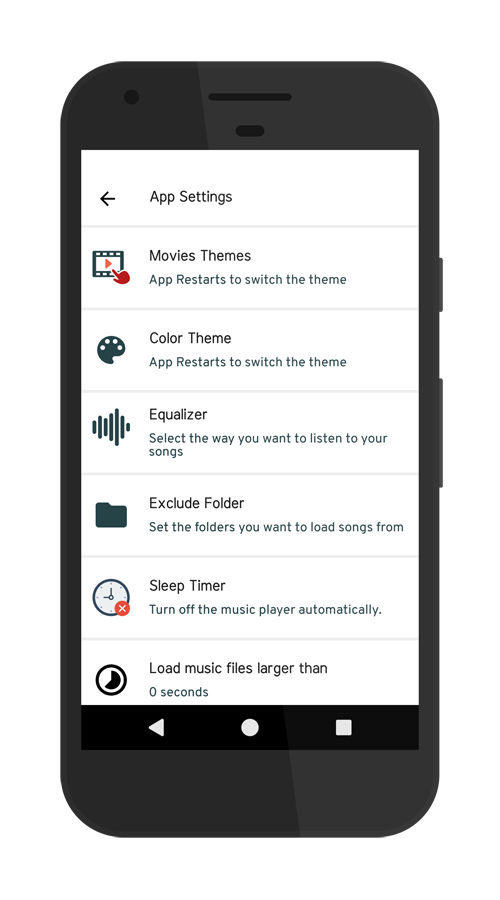 App Settings
Movies Themes
App Restarts to switch the theme
Color Theme
App Restarts to switch the theme
Equalizer
Select the way you want to listen to your
songs
Exclude Folder
Set the folders you want to load songs from
Sleep Timer
Turn off the music player automatically.
Load music files larger than
0 seconds